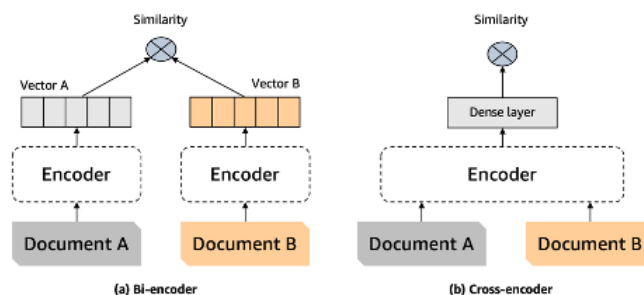 Similarity
Vector A
Vector B
Encoder
Encoder
Document A
Document B
(a) Bi-encoder
Similarity
Dense layer
Encoder
Document A
Document B
(b) Cross-encoder